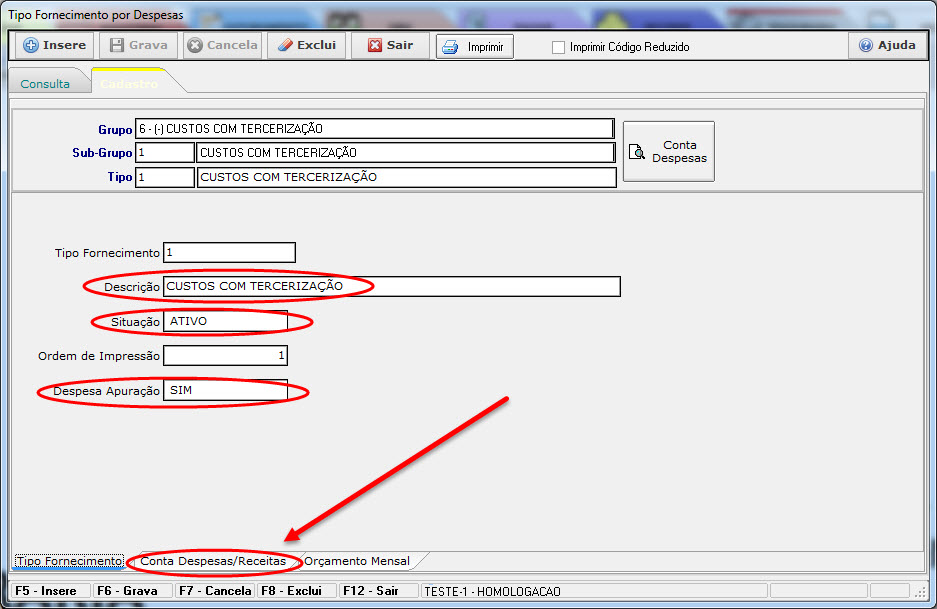 Tipo Fornecimento por Despesas
Insere Grava Cancela Exclui Sair Imprimir Imprimir Código Reduzido Ajuda
Consulta Cadastro
Grupo 6 - (-) CUSTOS COM TERCERIZAÇÃO
Sub-Grupo 1 CUSTOS COM TERCERIZAÇÃO
Tipo 1 CUSTOS COM TERCERIZAÇÃO
Conta
Despesas
Tipo Fornecimento 1
Descrição CUSTOS COM TERCERIZAÇÃO
Situação ATIVO
Ordem de Impressão 1
Despesa Apuração SIM
Tipo Fornecimento Conta Despesas/Receitas Orçamento Mensal
F5 - Insere F6 - Grava F7 - Cancela F8 - Exclui F12 - Sair TESTE-1 - HOMOLOGACAO